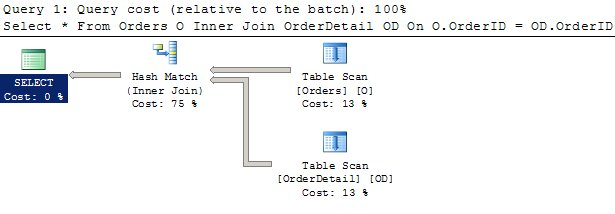 Query 1: Query cost (relative to the batch): 100%
Select * From Orders O Inner Join OrderDetail OD On O.OrderID = OD.OrderID
SELECT
Cost: 0 %
Hash Match
(Inner Join)
Cost: 75 %
Table Scan
[Orders] [O]
Cost: 13 %
Table Scan
[OrderDetail] [OD]
Cost: 13 %